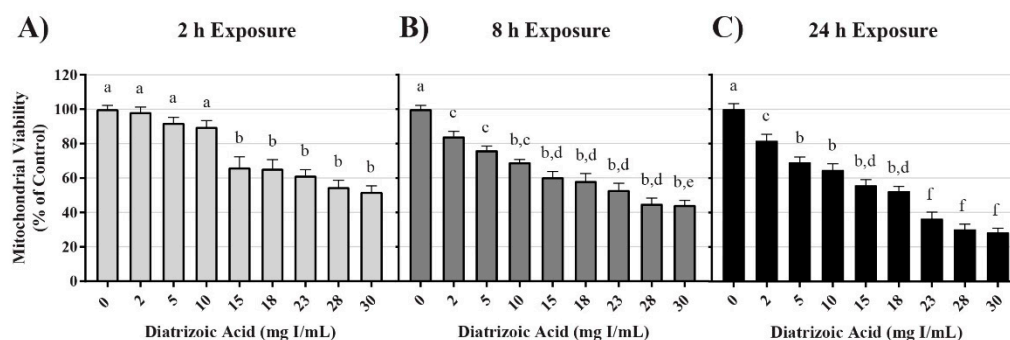 A) 2 h Exposure B) 8 h Exposure C) 24 h Exposure
Mitochondrial Viability
(% of Control)
120
100
80
60
40
20
0
a a a a b b b b b
a c c b,c b,d b,d b,d b,d b,e
a c b b b,d b,d f f f
0 2 5 10 15 18 23 28 30
0 2 5 10 15 18 23 28 30
0 2 5 10 15 18 23 28 30
Diatrizoic Acid (mg I/mL) Diatrizoic Acid (mg I/mL) Diatrizoic Acid (mg I/mL)